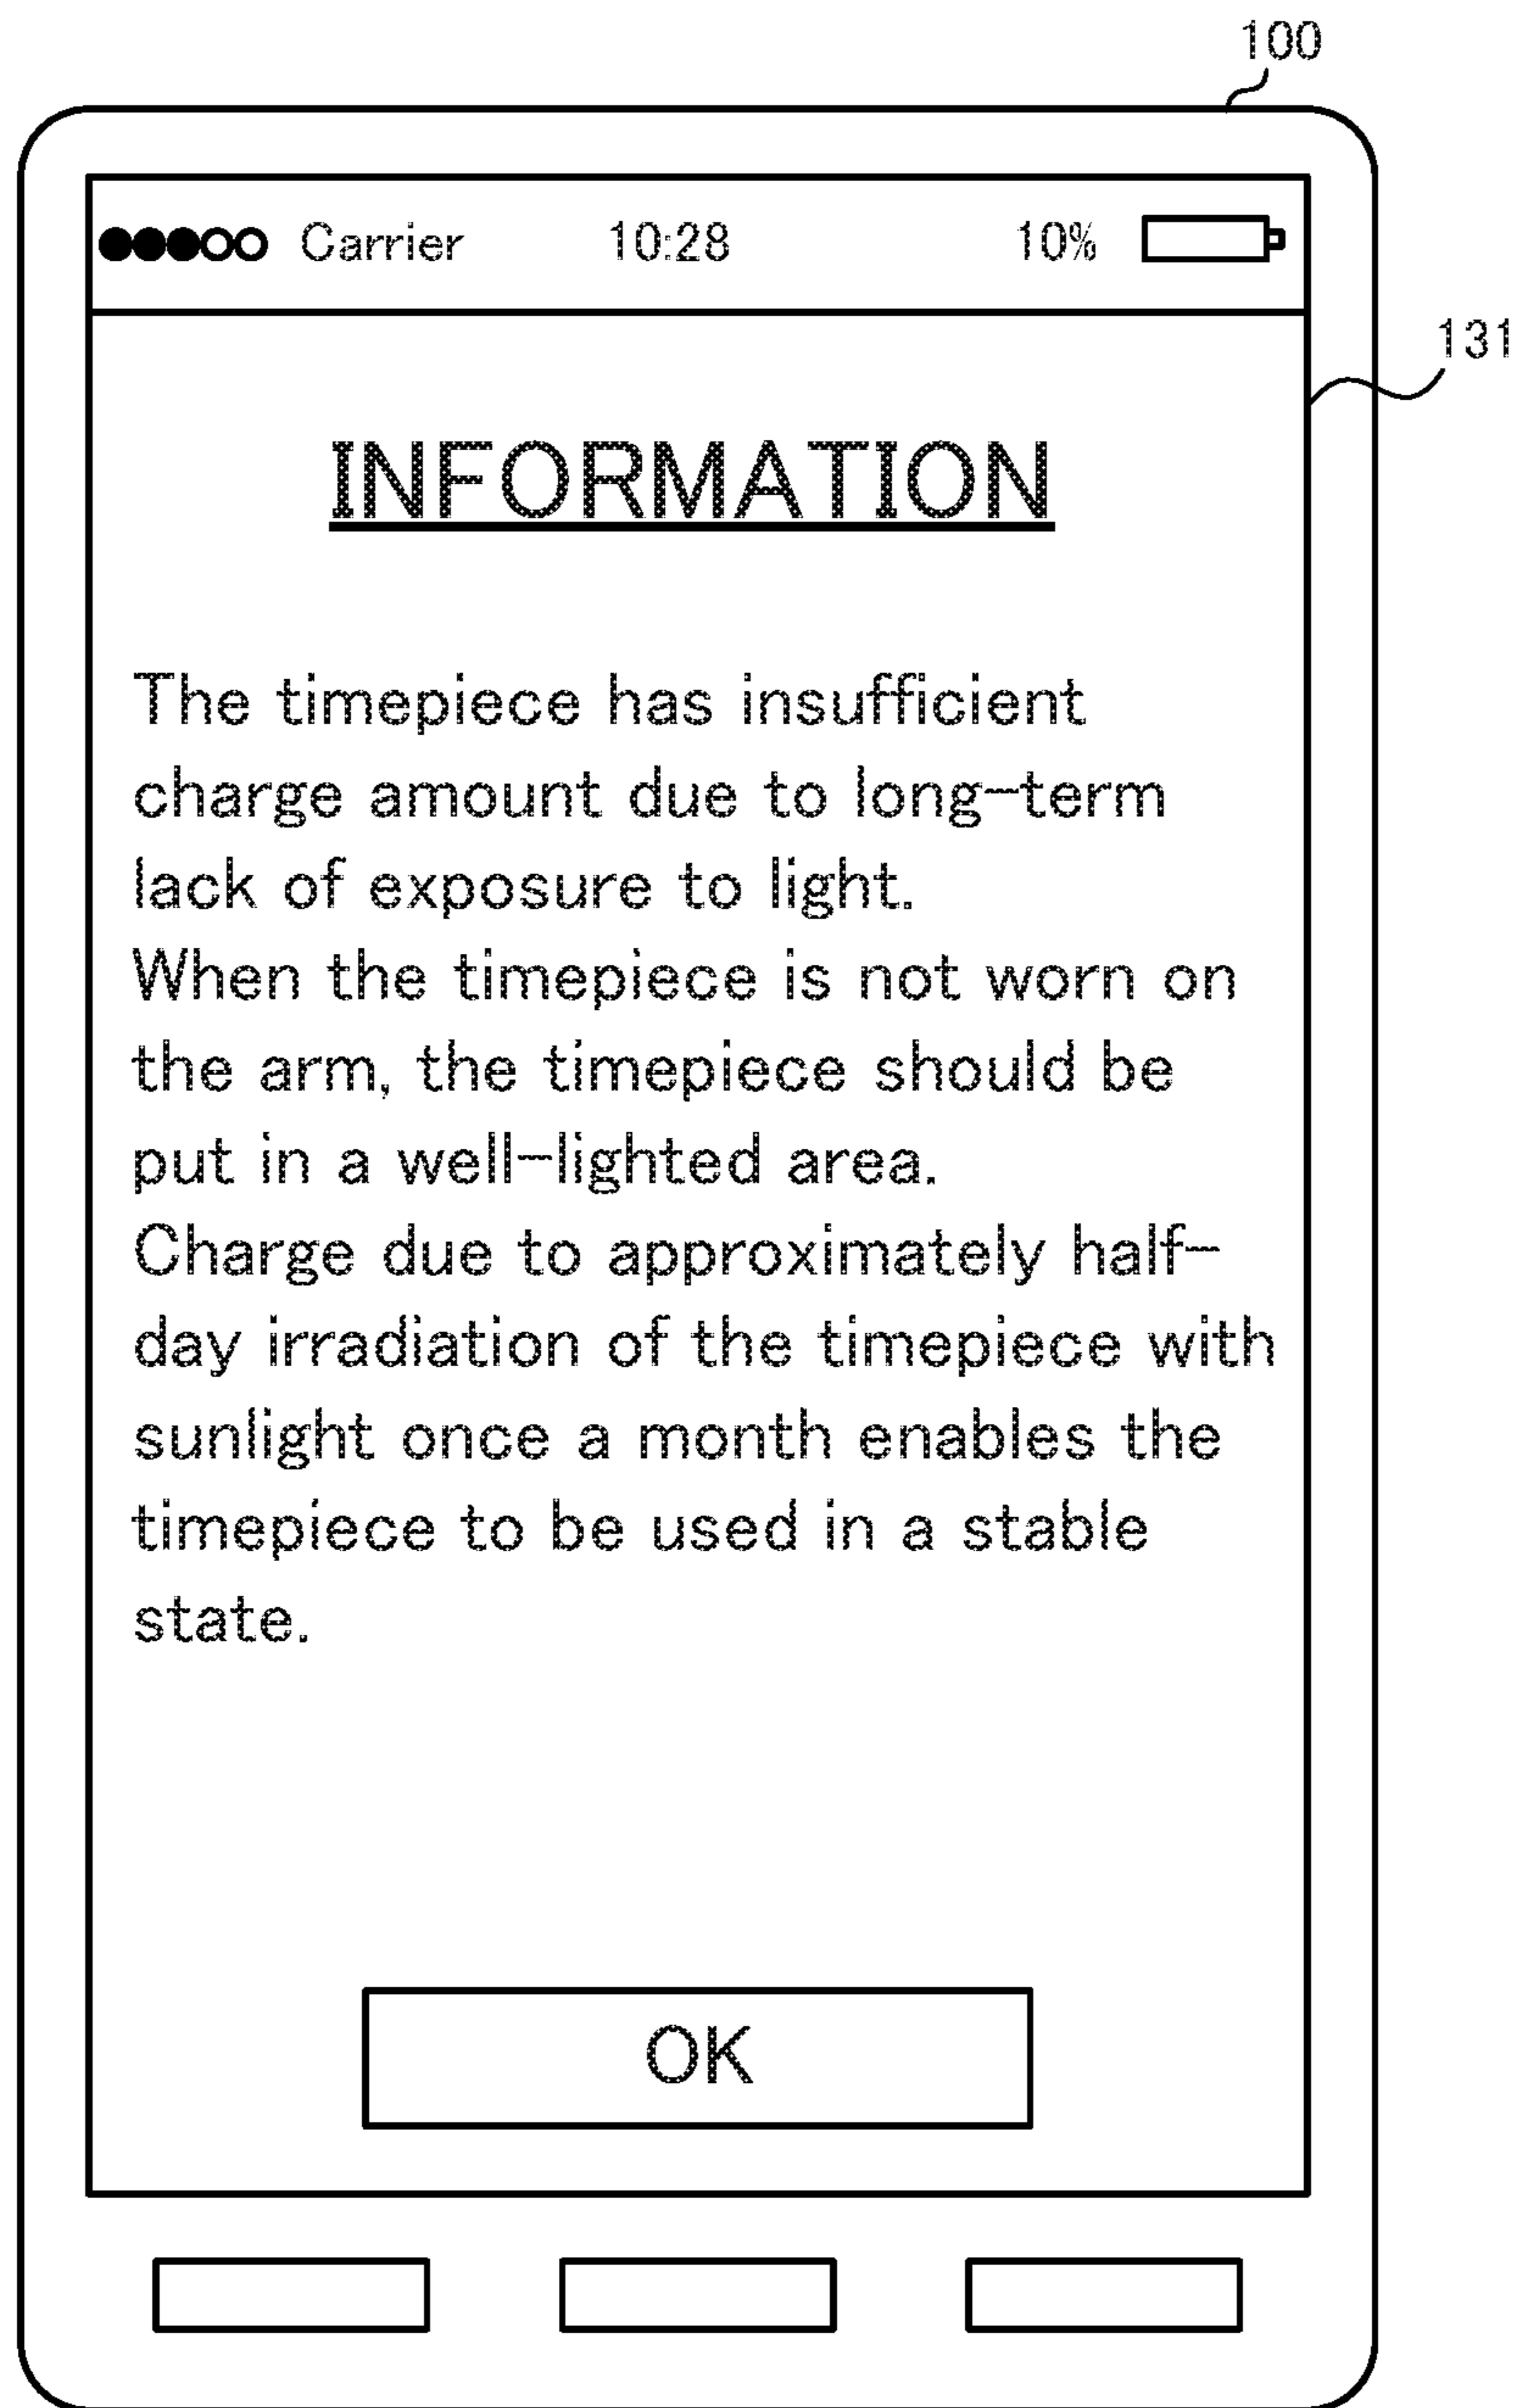 100
Carrier 10:28 10%
131
INFORMATION
The timepiece has insufficient
charge amount due to long-term
lack of exposure to light.
When the timepiece is not worn on
the arm, the timepiece should be
put in a well-lighted area.
Charge due to approximately half-
day irradiation of the timepiece with
sunlight once a month enables the
timepiece to be used in a stable
state.
OK